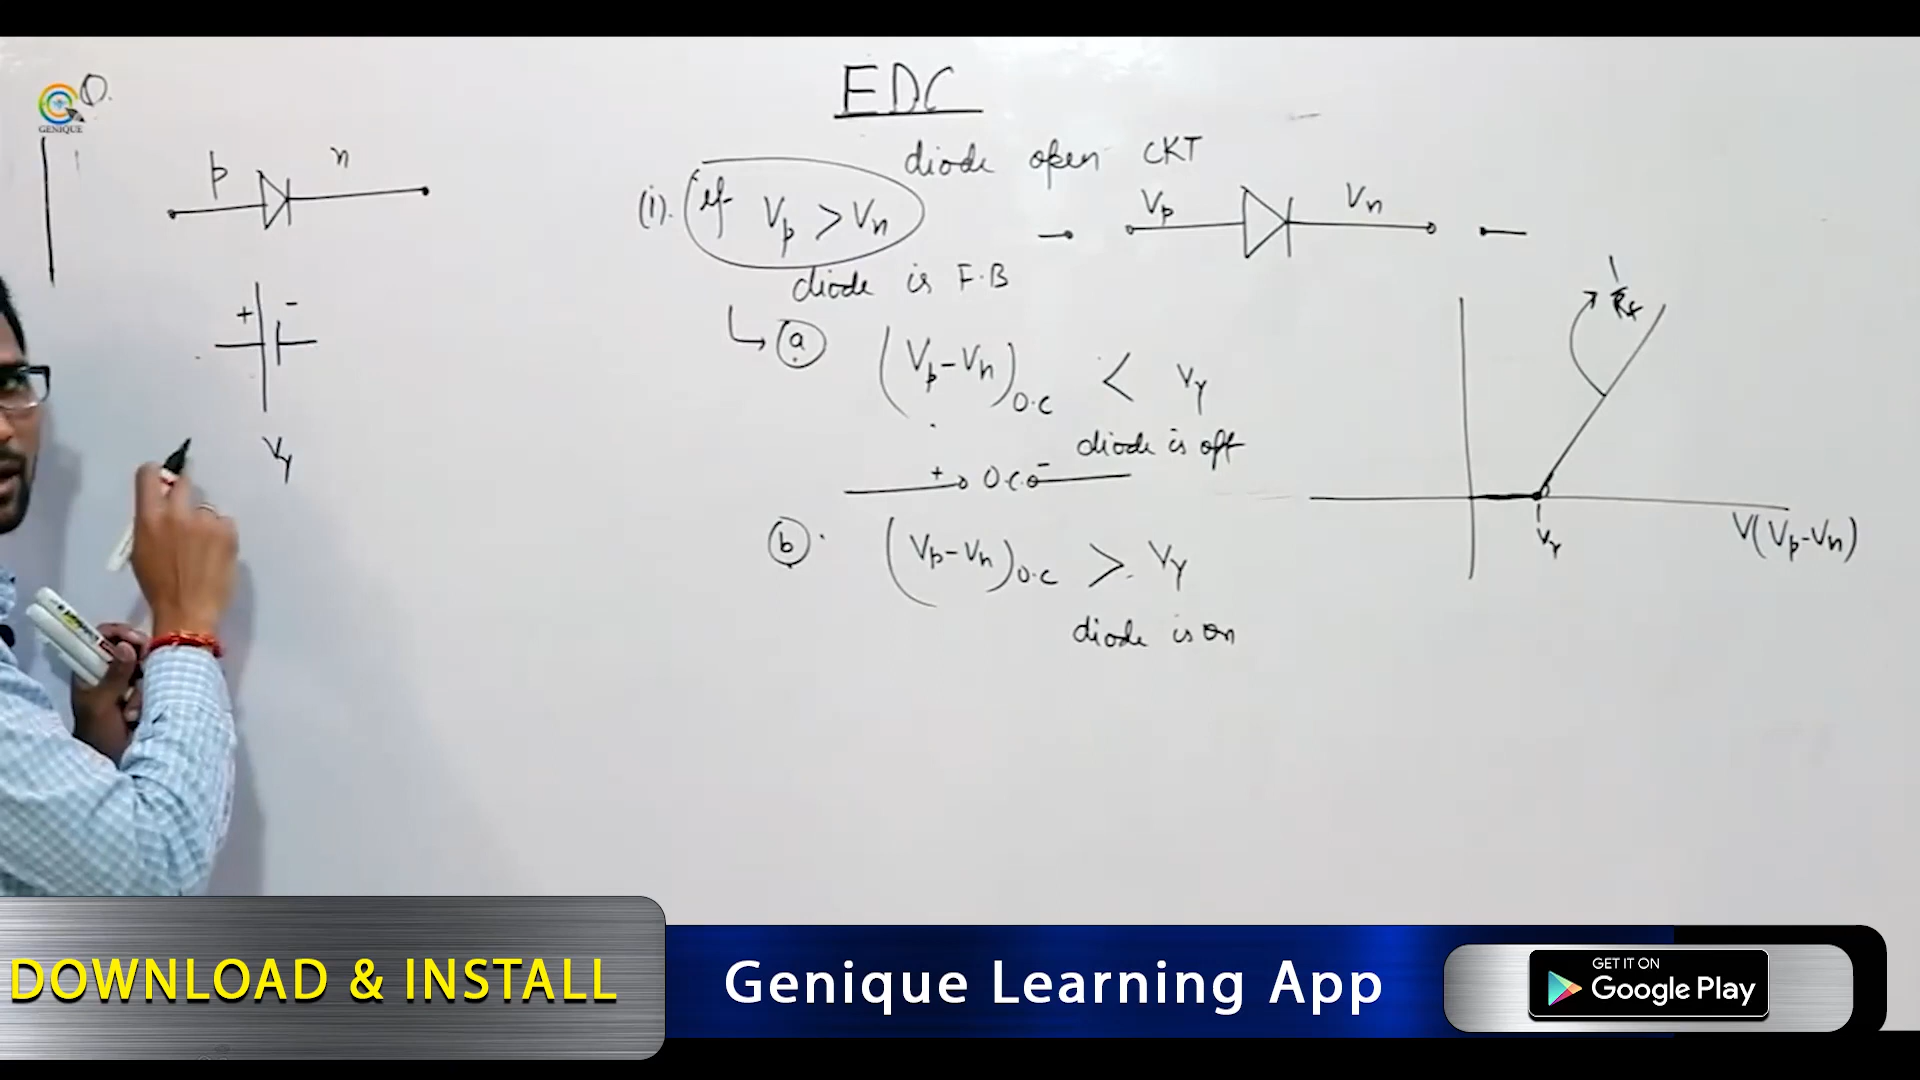 EDC
GENIQUE
p n
diode open CKT
(i). if Vp > Vn
Vp Vn
diode is F.B
+ -
Vγ
a (Vp-Vn)O.C < Vγ
diode is off
+ O.C. -
b (Vp-Vn)O.C > Vγ
diode is on
1
Rf
Vγ
V(Vp-Vn)
DOWNLOAD & INSTALL
Genique Learning App
GET IT ON
Google Play